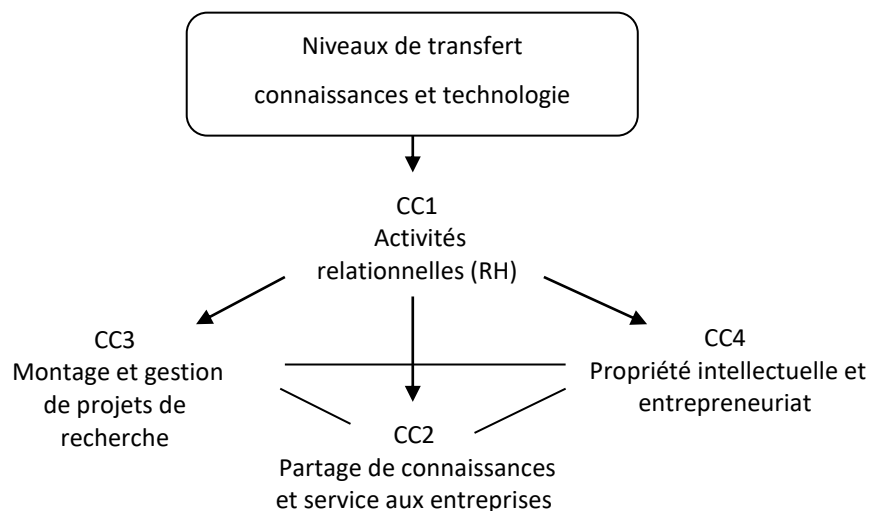 Niveaux de transfert
connaissances et technologie
CC1
Activités
relationnelles (RH)
CC3
Montage et gestion
de projets de
recherche
CC4
Propriété intellectuelle et
entrepreneuriat
CC2
Partage de connaissances
et service aux entreprises